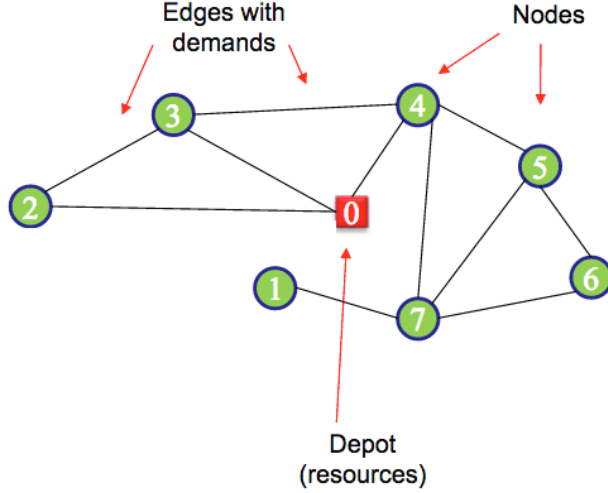 Edges with
demands
Nodes
3
4
5
2
0
1
6
7
Depot
(resources)